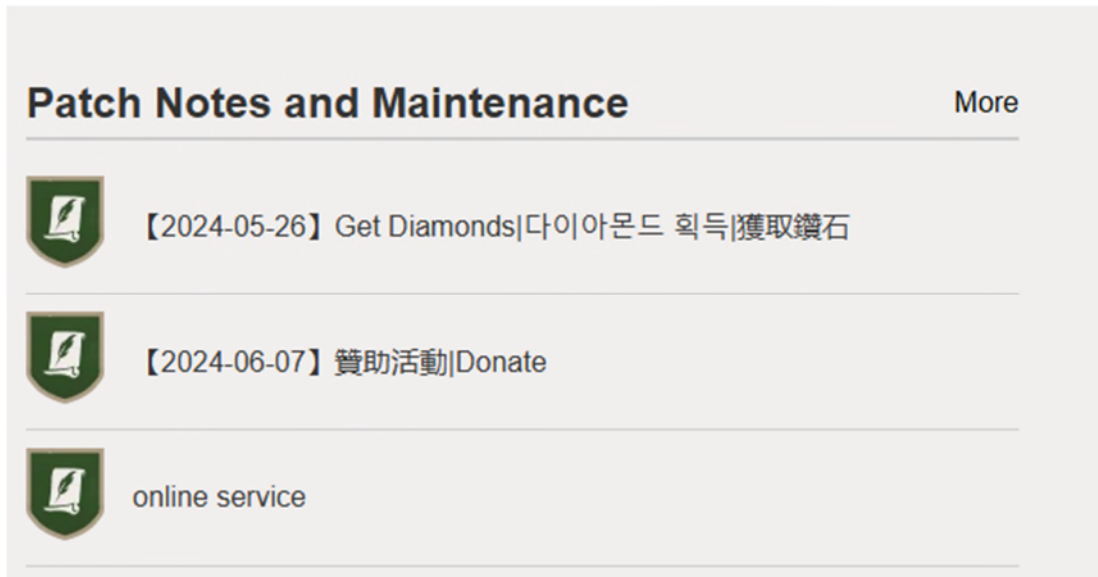 Patch Notes and Maintenance More
【2024-05-26】Get Diamonds|다이아몬드 획득|獲取鑽石
【2024-06-07】贊助活動|Donate
online service